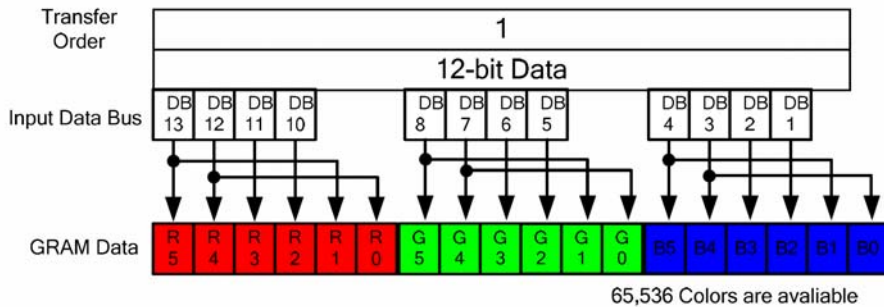 Transfer Order
1
12-bit Data
Input Data Bus
DB 13 DB 12 DB 11 DB 10 DB 8 DB 7 DB 6 DB 5 DB 4 DB 3 DB 2 DB 1
GRAM Data
R 5 R 4 R 3 R 2 R 1 R 0 G 5 G 4 G 3 G 2 G 1 G 0 B5 B4 B3 B2 B1 B0
65,536 Colors are avaliable